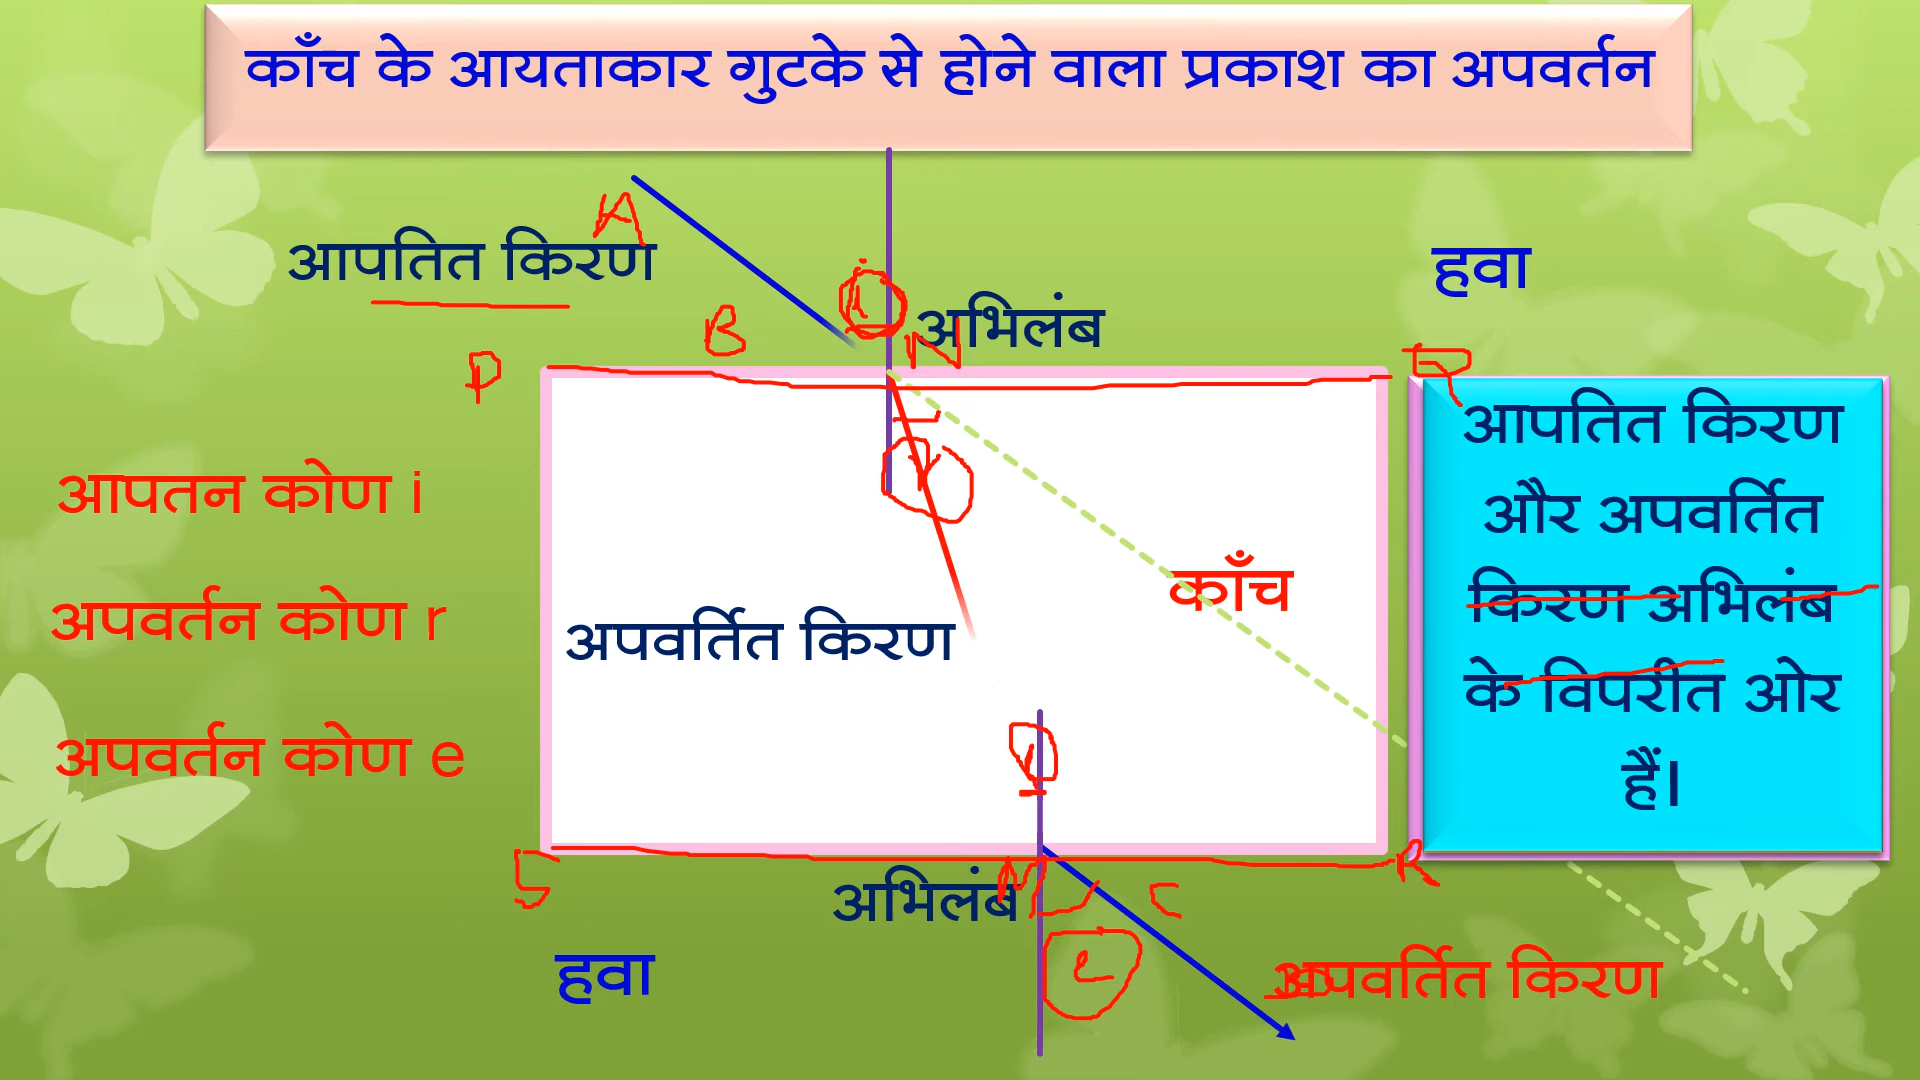 काँच के आयताकार गुटके से होने वाला प्रकाश का अपवर्तन
A
आपतित किरण
हवा
i
अभिलंब
B
N
P
आपतित किरण
और अपवर्तित
किरण अभिलंब
के विपरीत ओर
हैं।
आपतन कोण i
r
काँच
अपवर्तन कोण r
अपवर्तित किरण
अपवर्तन कोण e
S
R
अभिलंब
M
C
हवा
e
अपवर्तित किरण